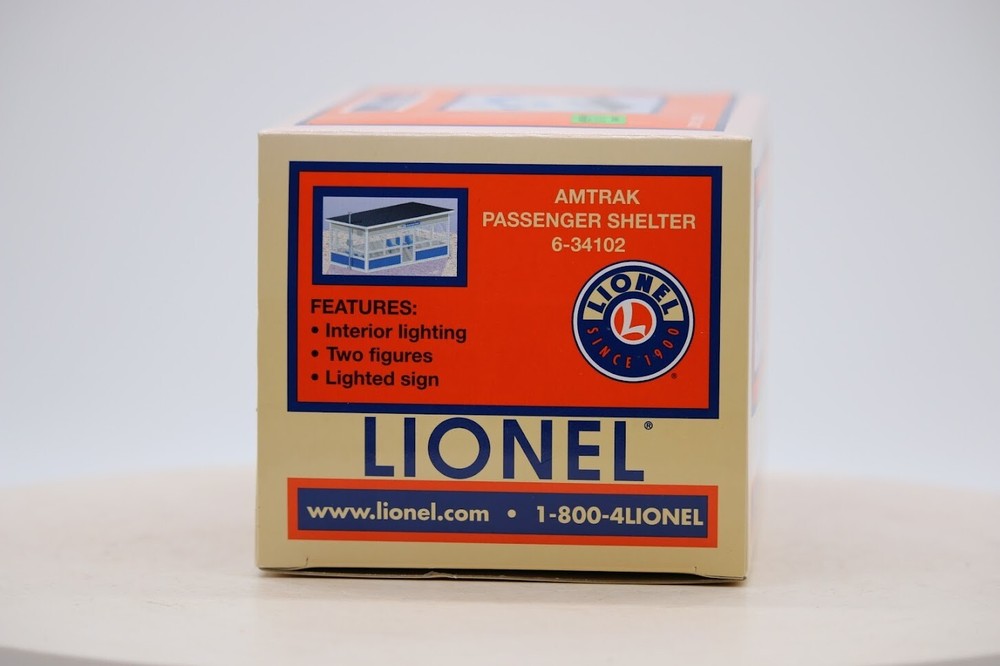 AMTRAK
PASSENGER SHELTER
6-34102
FEATURES:
• Interior lighting
• Two figures
• Lighted sign
LIONEL
L
SINCE 1900
®
LIONEL®
www.lionel.com • 1-800-4LIONEL